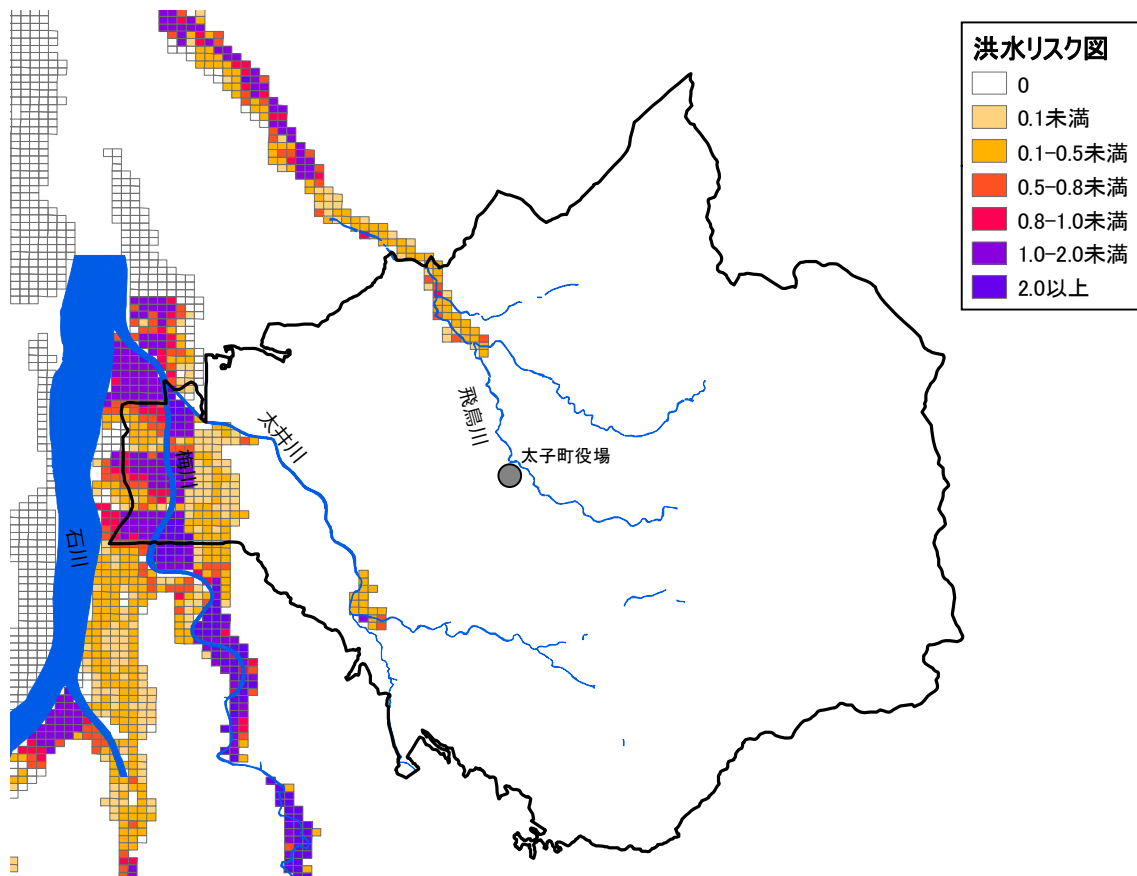 洪水リスク図
0
0.1未満
0.1-0.5未満
0.5-0.8未満
0.8-1.0未満
1.0-2.0未満
2.0以上
飛鳥川
太井川
太子町役場
梅川
石川